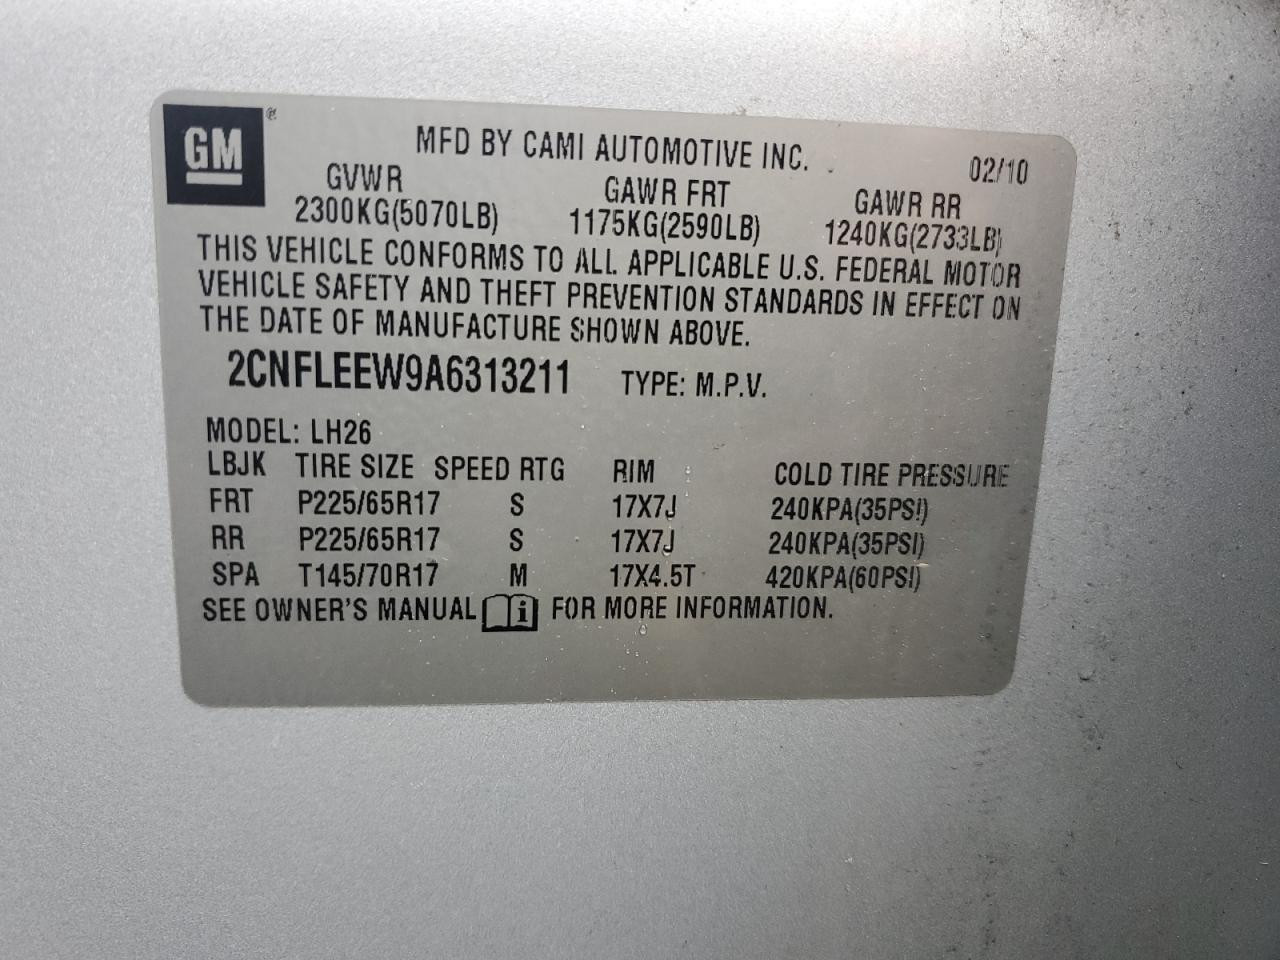 GM ®
MFD BY CAMI AUTOMOTIVE INC. 02/10
GVWR GAWR FRT GAWR RR
2300KG(5070LB) 1175KG(2590LB) 1240KG(2733LB)
THIS VEHICLE CONFORMS TO ALL APPLICABLE U.S. FEDERAL MOTOR
VEHICLE SAFETY AND THEFT PREVENTION STANDARDS IN EFFECT ON
THE DATE OF MANUFACTURE SHOWN ABOVE.
2CNFLEEW9A6313211 TYPE: M.P.V.
MODEL: LH26
LBJK TIRE SIZE SPEED RTG RIM COLD TIRE PRESSURE
FRT P225/65R17 S 17X7J 240KPA(35PSI)
RR P225/65R17 S 17X7J 240KPA(35PSI)
SPA T145/70R17 M 17X4.5T 420KPA(60PSI)
SEE OWNER'S MANUAL i FOR MORE INFORMATION.